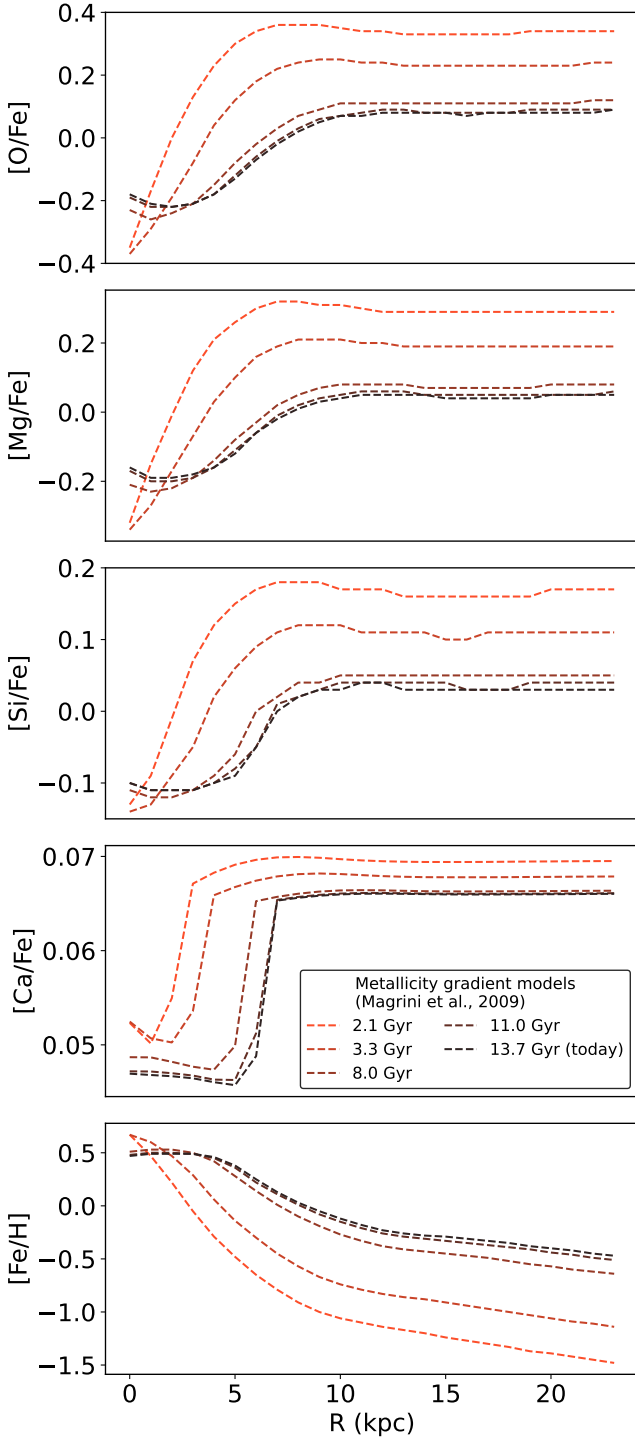 0.4
0.2
0.0
−0.2
−0.4
[O/Fe]
0.2
0.0
−0.2
[Mg/Fe]
0.2
0.1
0.0
−0.1
[Si/Fe]
0.07
0.06
0.05
[Ca/Fe]
Metallicity gradient models
(Magrini et al., 2009)
2.1 Gyr
3.3 Gyr
8.0 Gyr
11.0 Gyr
13.7 Gyr (today)
0.5
0.0
−0.5
−1.0
−1.5
[Fe/H]
0 5 10 15 20
R (kpc)